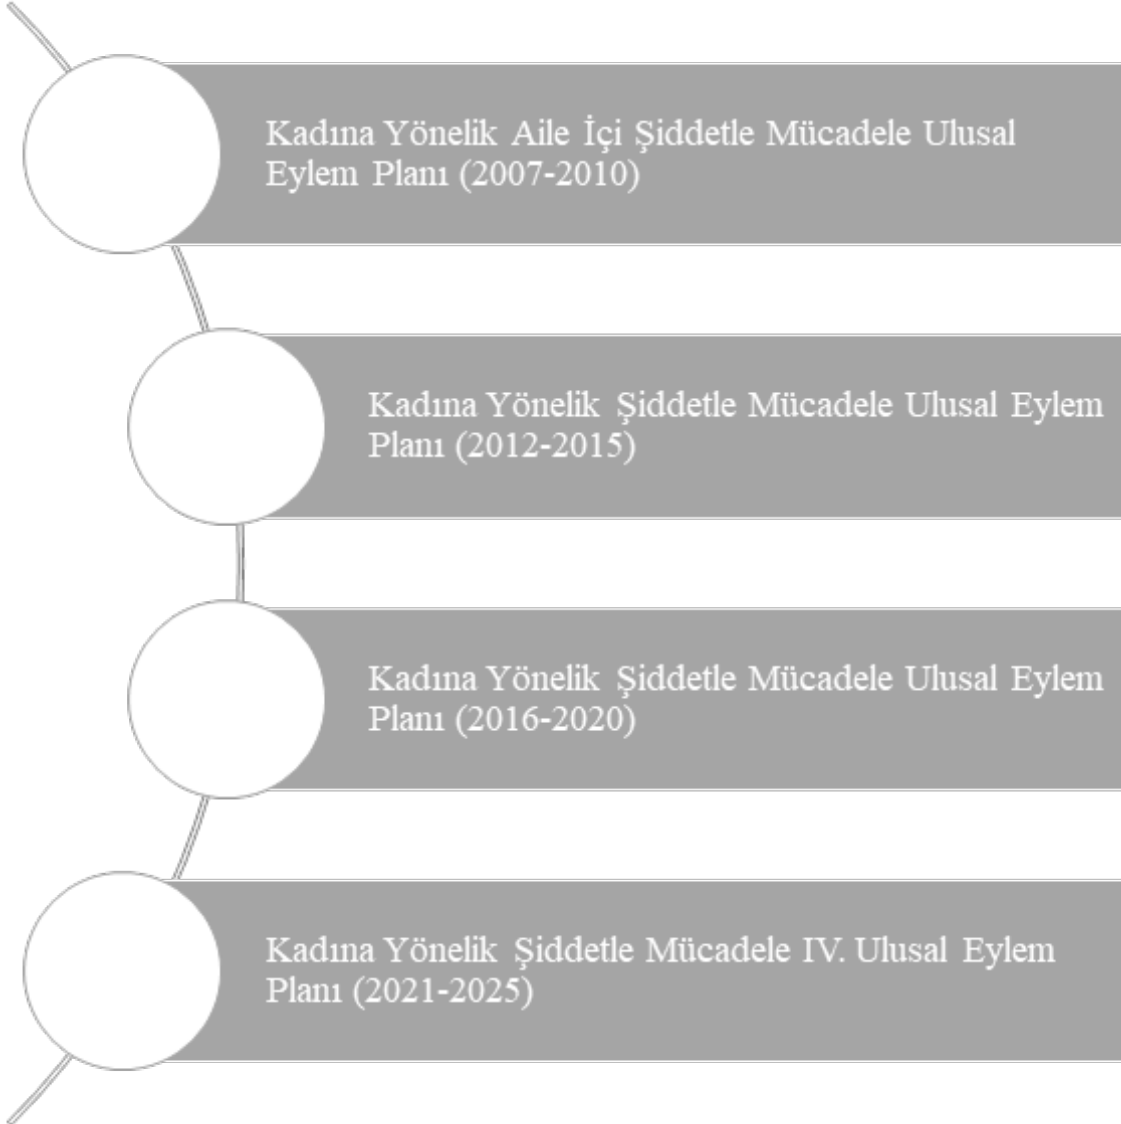 Kadına Yönelik Aile İçi Şiddetle Mücadele Ulusal
Eylem Planı (2007-2010)
Kadına Yönelik Şiddetle Mücadele Ulusal Eylem
Planı (2012-2015)
Kadına Yönelik Şiddetle Mücadele Ulusal Eylem
Planı (2016-2020)
Kadına Yönelik Şiddetle Mücadele IV. Ulusal Eylem
Planı (2021-2025)